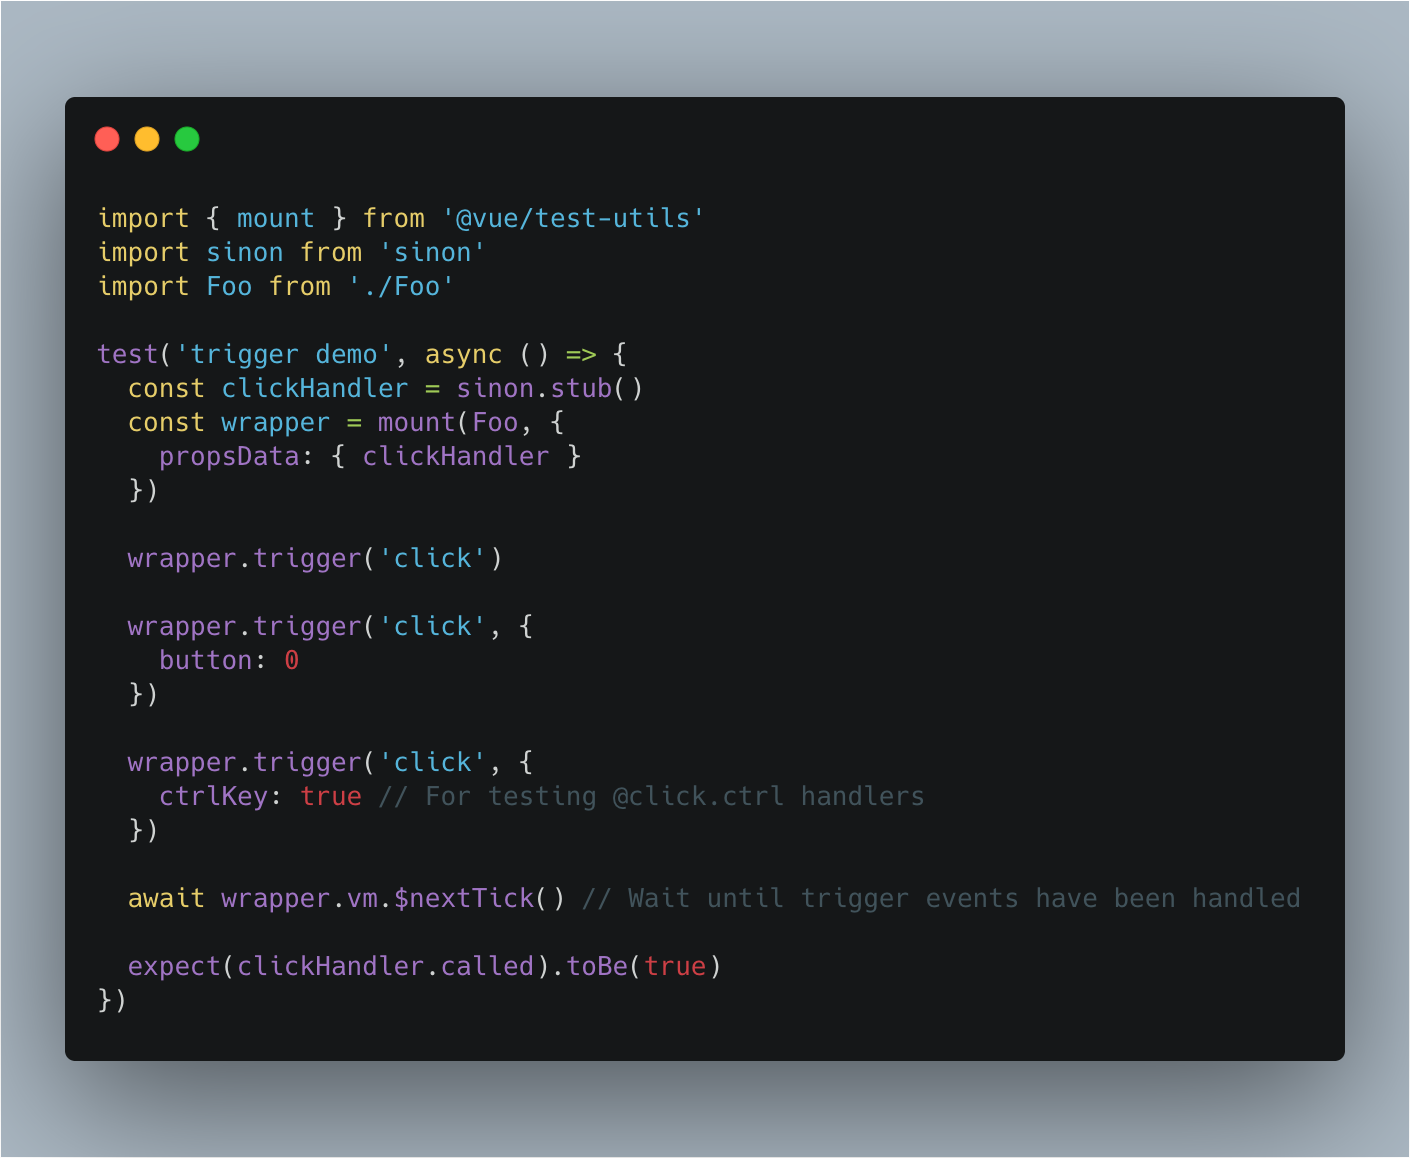 import { mount } from '@vue/test-utils'
import sinon from 'sinon'
import Foo from './Foo'

test('trigger demo', async () => {
  const clickHandler = sinon.stub()
  const wrapper = mount(Foo, {
    propsData: { clickHandler }
  })

  wrapper.trigger('click')

  wrapper.trigger('click', {
    button: 0
  })

  wrapper.trigger('click', {
    ctrlKey: true // For testing @click.ctrl handlers
  })

  await wrapper.vm.$nextTick() // Wait until trigger events have been handled

  expect(clickHandler.called).toBe(true)
})